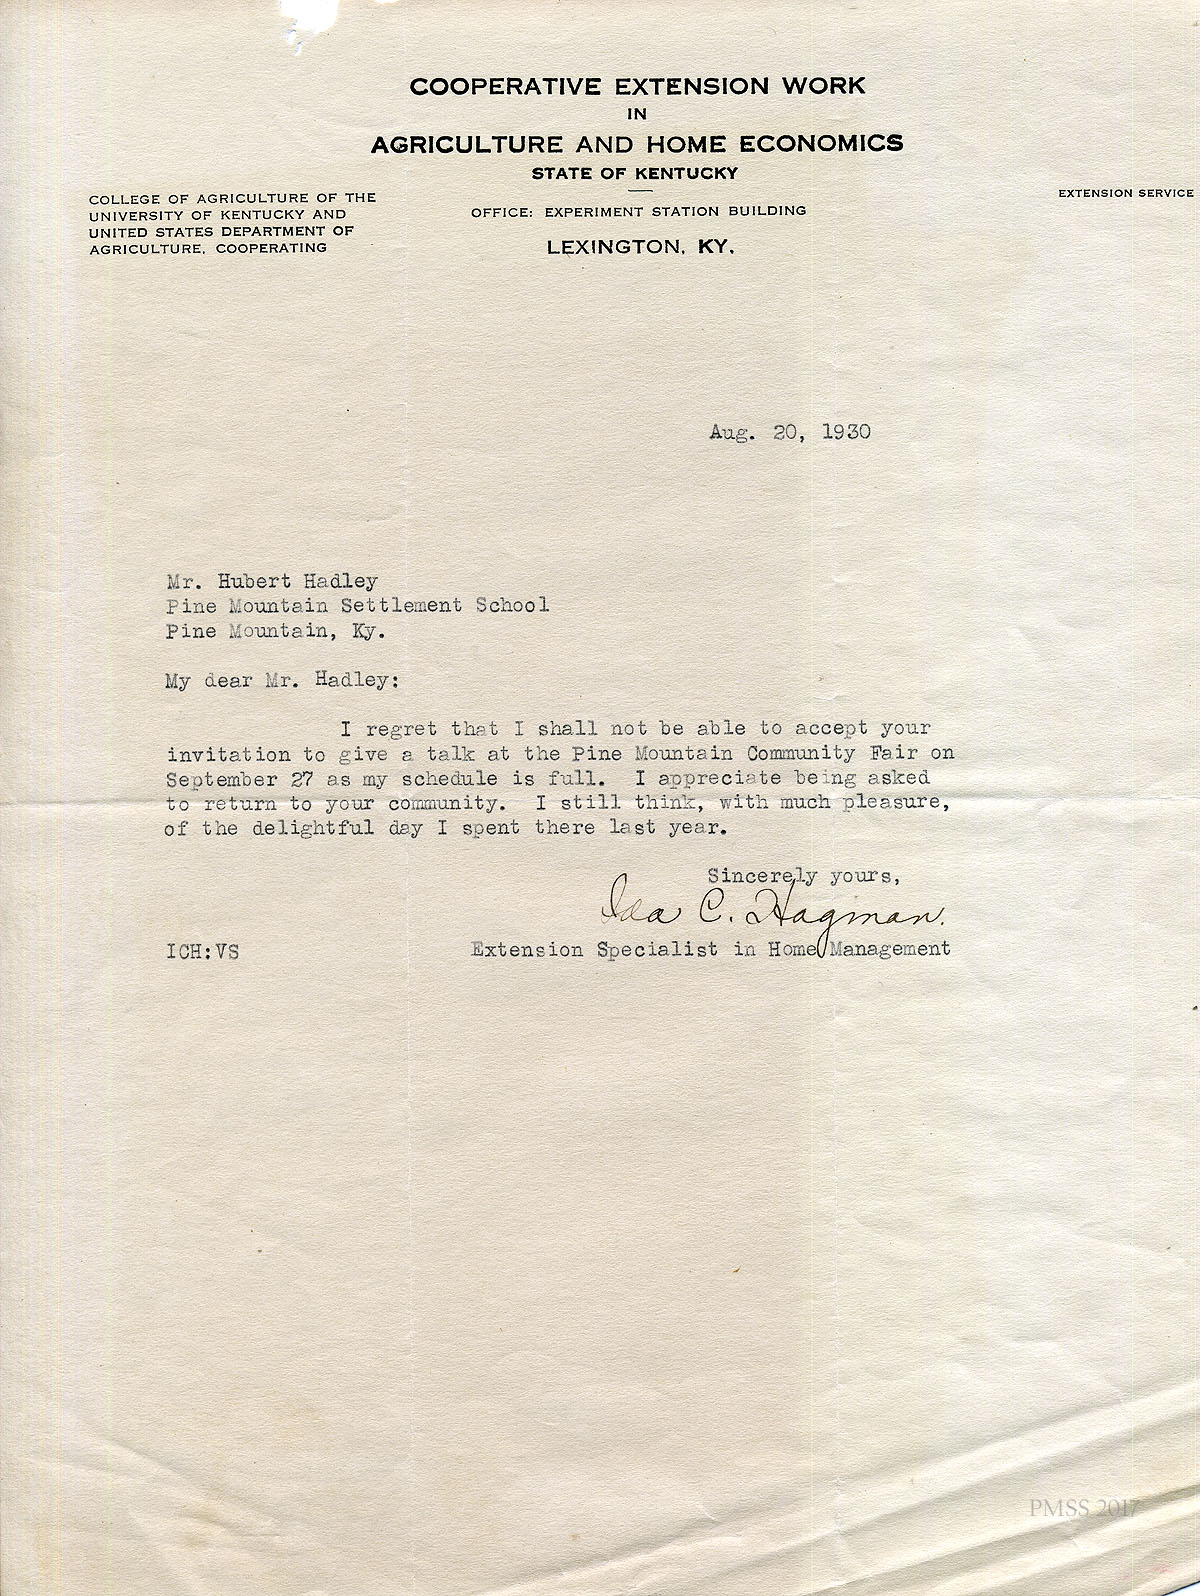 COOPERATIVE EXTENSION WORK
IN
AGRICULTURE AND HOME ECONOMICS
STATE OF KENTUCKY
COLLEGE OF AGRICULTURE OF THE
UNIVERSITY OF KENTUCKY AND
UNITED STATES DEPARTMENT OF
AGRICULTURE, COOPERATING
OFFICE: EXPERIMENT STATION BUILDING
LEXINGTON, KY.
EXTENSION SERVICE
Aug. 20, 1930
Mr. Hubert Hadley
Pine Mountain Settlement School
Pine Mountain, Ky.
My dear Mr. Hadley:
I regret that I shall not be able to accept your
invitation to give a talk at the Pine Mountain Community Fair on
September 27 as my schedule is full. I appreciate being asked
to return to your community. I still think, with much pleasure,
of the delightful day I spent there last year.
Sincerely yours,
Ida C. Hagman.
ICH:VS Extension Specialist in Home Management
PMSS 2017